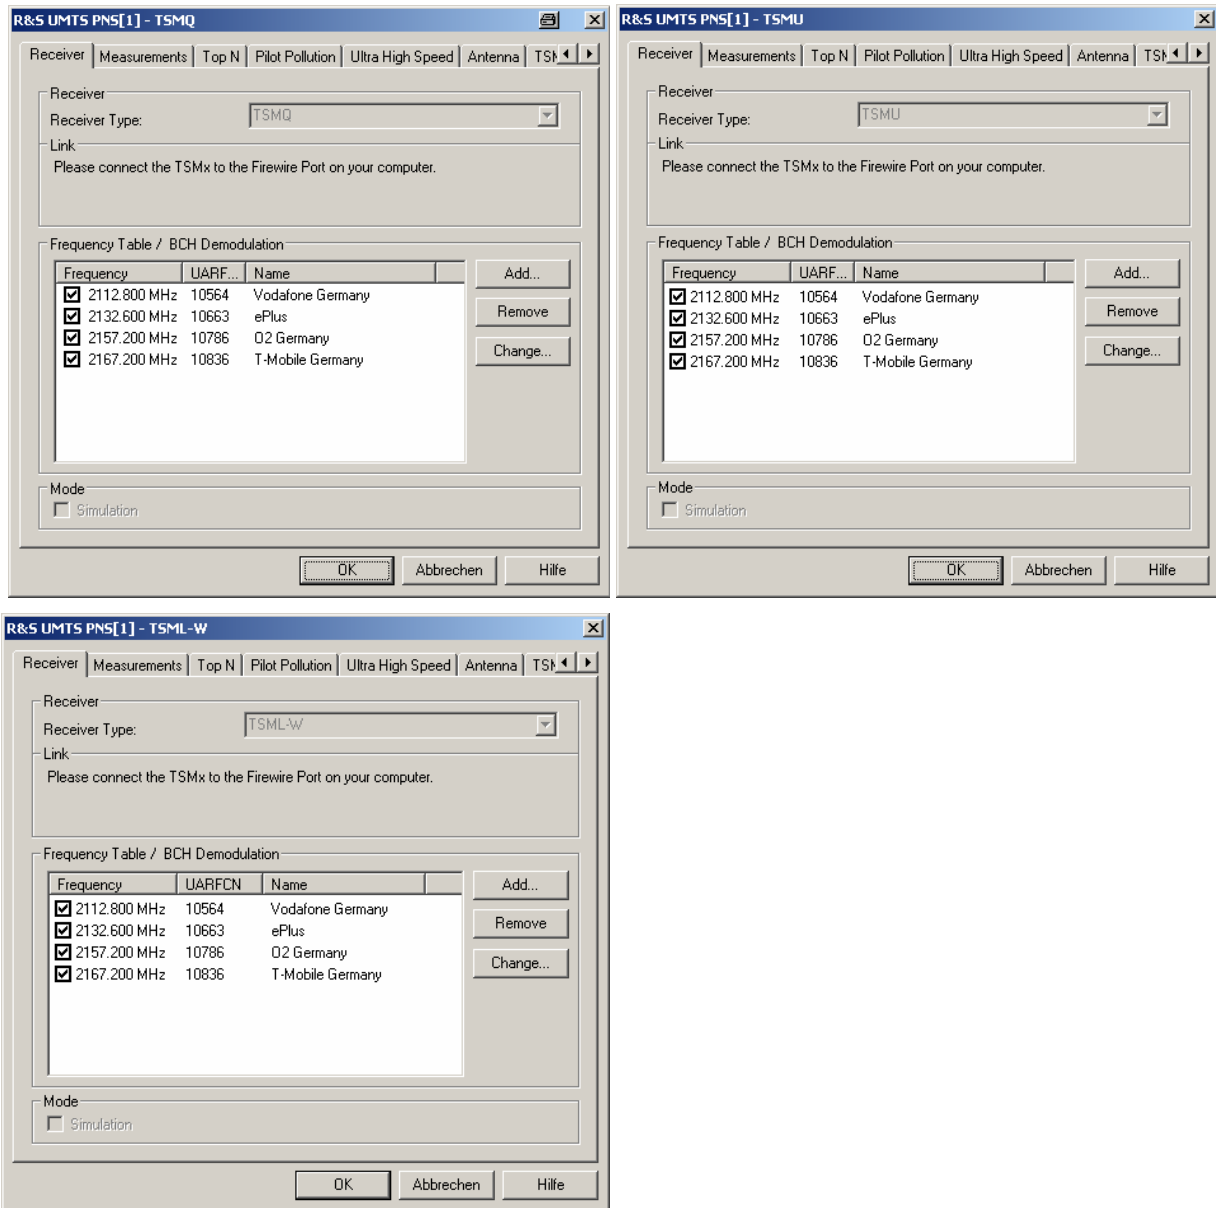 R&S UMTS PNS[1] - TSMQ
Receiver Measurements Top N Pilot Pollution Ultra High Speed Antenna
Receiver
Receiver Type: TSMQ
Link
Please connect the TSMx to the Firewire Port on your computer.
Frequency Table / BCH Demodulation
Frequency UARF... Name
2112.800 MHz 10564 Vodafone Germany
2132.600 MHz 10663 ePlus
2157.200 MHz 10786 O2 Germany
2167.200 MHz 10836 T-Mobile Germany
Add...
Remove
Change...
Mode
Simulation
OK Abbrechen Hilfe
R&S UMTS PNS[1] - TSMU
Receiver Measurements Top N Pilot Pollution Ultra High Speed Antenna
Receiver
Receiver Type: TSMU
Link
Please connect the TSMx to the Firewire Port on your computer.
Frequency Table / BCH Demodulation
Frequency UARF... Name
2112.800 MHz 10564 Vodafone Germany
2132.600 MHz 10663 ePlus
2157.200 MHz 10786 O2 Germany
2167.200 MHz 10836 T-Mobile Germany
Add...
Remove
Change...
Mode
Simulation
OK Abbrechen Hilfe
R&S UMTS PNS[1] - TSML-W
Receiver Measurements Top N Pilot Pollution Ultra High Speed Antenna
Receiver
Receiver Type: TSML-W
Link
Please connect the TSMx to the Firewire Port on your computer.
Frequency Table / BCH Demodulation
Frequency UARFCN Name
2112.800 MHz 10564 Vodafone Germany
2132.600 MHz 10663 ePlus
2157.200 MHz 10786 O2 Germany
2167.200 MHz 10836 T-Mobile Germany
Add...
Remove
Change...
Mode
Simulation
OK Abbrechen Hilfe